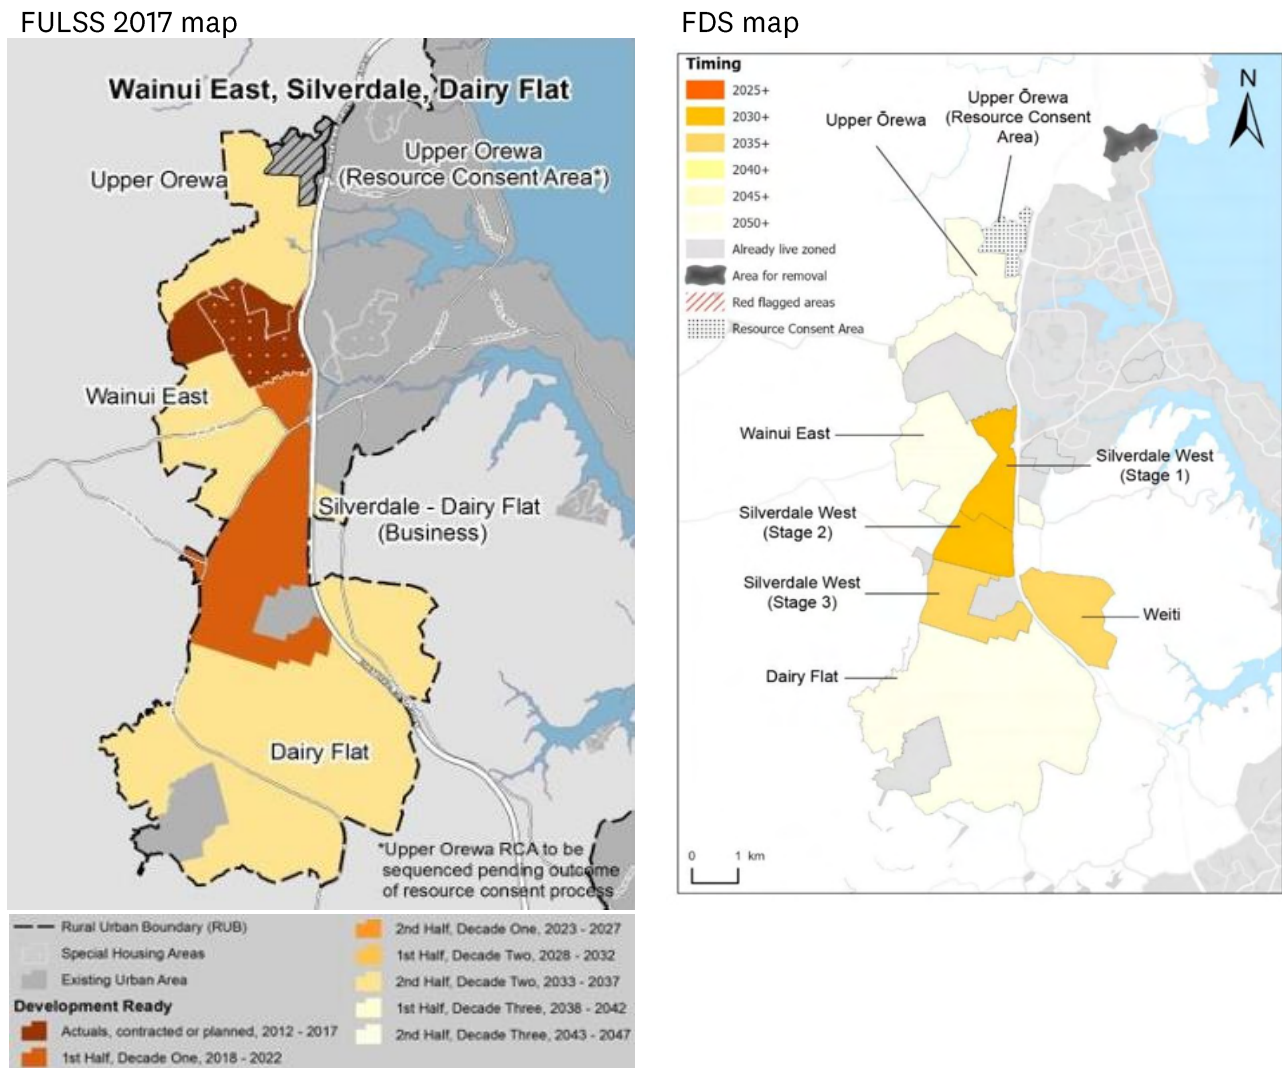 FULSS 2017 map
Wainui East, Silverdale, Dairy Flat
Upper Orewa
(Resource Consent Area*)
Upper Orewa
Wainui East
Silverdale - Dairy Flat
(Business)
Dairy Flat
*Upper Orewa RCA to be
sequenced pending outcome
of resource consent process
Rural Urban Boundary (RUB)
Special Housing Areas
Existing Urban Area
Development Ready
Actuals, contracted or planned, 2012 - 2017
1st Half, Decade One, 2018 - 2022
2nd Half, Decade One, 2023 - 2027
1st Half, Decade Two, 2028 - 2032
2nd Half, Decade Two, 2033 - 2037
1st Half, Decade Three, 2038 - 2042
2nd Half, Decade Three, 2043 - 2047
FDS map
Timing
2025+
2030+
2035+
2040+
2045+
2050+
Already live zoned
Area for removal
Red flagged areas
Resource Consent Area
N
Upper Ōrewa
Upper Ōrewa
(Resource Consent
Area)
Wainui East
Silverdale West
(Stage 1)
Silverdale West
(Stage 2)
Silverdale West
(Stage 3)
Weiti
Dairy Flat
0 1 km